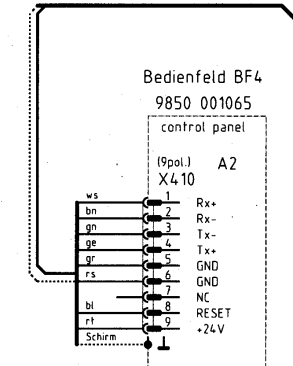 Bedienfeld BF4
9850 001065
control panel
(9pol.) A2
X410
ws 1 Rx+
bn 2 Rx-
gn 3 Tx-
ge 4 Tx+
gr 5 GND
rs 6 GND
7 NC
bl 8 RESET
rt 9 +24V
Schirm